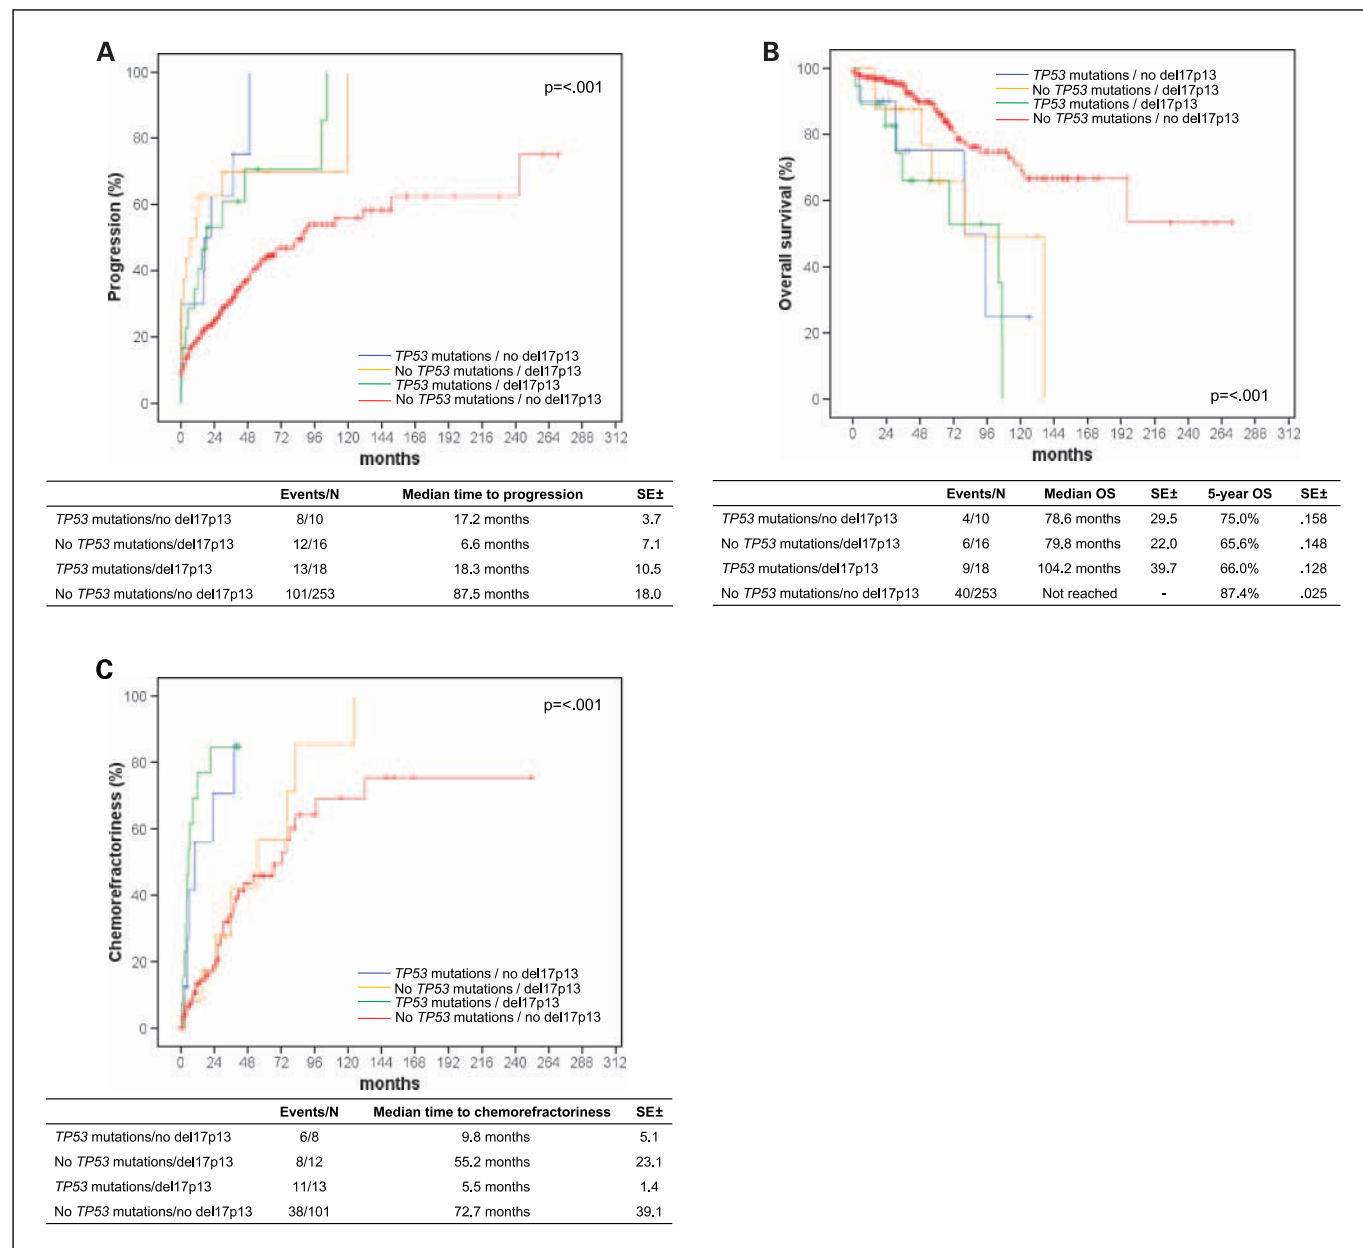 A
p=<.001
Progression (%)
100
80
60
40
20
0
TP53 mutations / no del17p13
No TP53 mutations / del17p13
TP53 mutations / del17p13
No TP53 mutations / no del17p13
0 24 48 72 96 120 144 168 192 216 240 264 288 312
months
Events/N Median time to progression SE±
TP53 mutations/no del17p13 8/10 17.2 months 3.7
No TP53 mutations/del17p13 12/16 6.6 months 7.1
TP53 mutations/del17p13 13/18 18.3 months 10.5
No TP53 mutations/no del17p13 101/253 87.5 months 18.0
B
TP53 mutations / no del17p13
No TP53 mutations / del17p13
TP53 mutations / del17p13
No TP53 mutations / no del17p13
Overall survival (%)
100
80
60
40
20
0
p=<.001
0 24 48 72 96 120 144 168 192 216 240 264 288 312
months
Events/N Median OS SE± 5-year OS SE±
TP53 mutations/no del17p13 4/10 78.6 months 29.5 75.0% .158
No TP53 mutations/del17p13 6/16 79.8 months 22.0 65.6% .148
TP53 mutations/del17p13 9/18 104.2 months 39.7 66.0% .128
No TP53 mutations/no del17p13 40/253 Not reached - 87.4% .025
C
p=<.001
Chemorefractoriness (%)
100
80
60
40
20
0
TP53 mutations / no del17p13
No TP53 mutations / del17p13
TP53 mutations / del17p13
No TP53 mutations / no del17p13
0 24 48 72 96 120 144 168 192 216 240 264 288 312
months
Events/N Median time to chemorefractoriness SE±
TP53 mutations/no del17p13 6/8 9.8 months 5.1
No TP53 mutations/del17p13 8/12 55.2 months 23.1
TP53 mutations/del17p13 11/13 5.5 months 1.4
No TP53 mutations/no del17p13 38/101 72.7 months 39.1